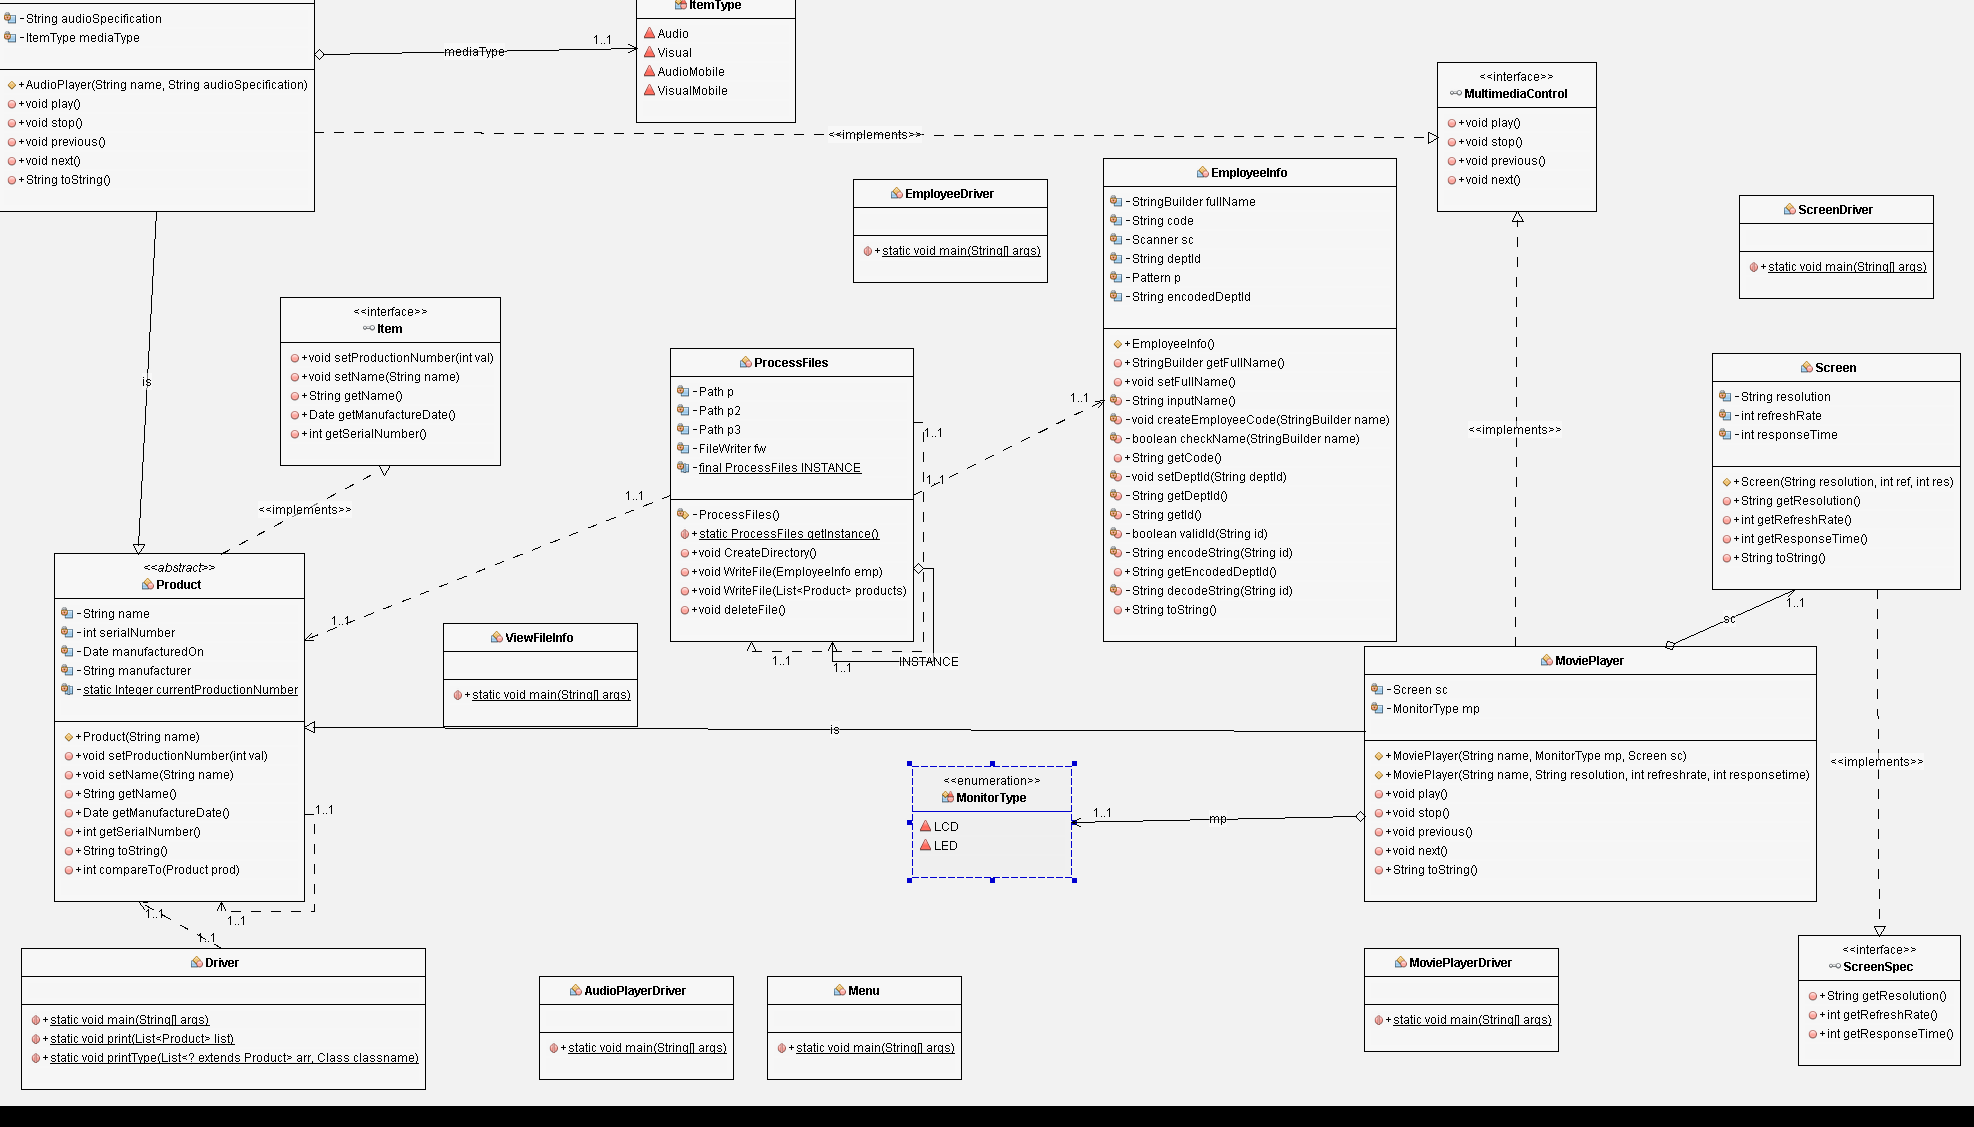 -String audioSpecification
-ItemType mediaType
+AudioPlayer(String name, String audioSpecification)
+void play()
+void stop()
+void previous()
+void next()
+String toString()
mediaType
1..1
ItemType
Audio
Visual
AudioMobile
VisualMobile
<<implements>>
<<interface>>
MultimediaControl
+void play()
+void stop()
+void previous()
+void next()
EmployeeDriver
+static void main(String[] args)
EmployeeInfo
-StringBuilder fullName
-String code
-Scanner sc
-String deptId
-Pattern p
-String encodedDeptId
+EmployeeInfo()
+StringBuilder getFullName()
+void setFullName()
-String inputName()
-void createEmployeeCode(StringBuilder name)
-boolean checkName(StringBuilder name)
+String getCode()
-void setDeptId(String deptId)
-String getDeptId()
-String getId()
-boolean validId(String id)
-String encodeString(String id)
+String getEncodedDeptId()
-String decodeString(String id)
+String toString()
ScreenDriver
+static void main(String[] args)
is
<<interface>>
Item
+void setProductionNumber(int val)
+void setName(String name)
+String getName()
+Date getManufactureDate()
+int getSerialNumber()
<<implements>>
ProcessFiles
-Path p
-Path p2
-Path p3
-FileWriter fw
-final ProcessFiles INSTANCE
-ProcessFiles()
+static ProcessFiles getInstance()
+void CreateDirectory()
+void WriteFile(EmployeeInfo emp)
+void WriteFile(List<Product> products)
+void deleteFile()
1..1
1..1
1..1
1..1
1..1
1..1
1..1
INSTANCE
<<implements>>
Screen
-String resolution
-int refreshRate
-int responseTime
+Screen(String resolution, int ref, int res)
+String getResolution()
+int getRefreshRate()
+int getResponseTime()
+String toString()
1..1
sc
<<abstract>>
Product
-String name
-int serialNumber
-Date manufacturedOn
-String manufacturer
-static Integer currentProductionNumber
+Product(String name)
+void setProductionNumber(int val)
+void setName(String name)
+String getName()
+Date getManufactureDate()
+int getSerialNumber()
+String toString()
+int compareTo(Product prod)
1..1
1..1
1..1
1..1
ViewFileInfo
+static void main(String[] args)
is
<<enumeration>>
MonitorType
LCD
LED
1..1
mp
MoviePlayer
-Screen sc
-MonitorType mp
+MoviePlayer(String name, MonitorType mp, Screen sc)
+MoviePlayer(String name, String resolution, int refreshrate, int responsetime)
+void play()
+void stop()
+void previous()
+void next()
+String toString()
<<implements>>
Driver
+static void main(String[] args)
+static void print(List<Product> list)
+static void printType(List<? extends Product> arr, Class classname)
AudioPlayerDriver
+static void main(String[] args)
Menu
+static void main(String[] args)
MoviePlayerDriver
+static void main(String[] args)
<<interface>>
ScreenSpec
+String getResolution()
+int getRefreshRate()
+int getResponseTime()